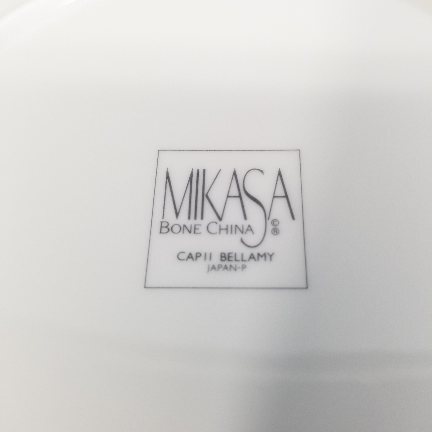 MIKASA
BONE CHINA © ®
CAP11 BELLAMY
JAPAN-P